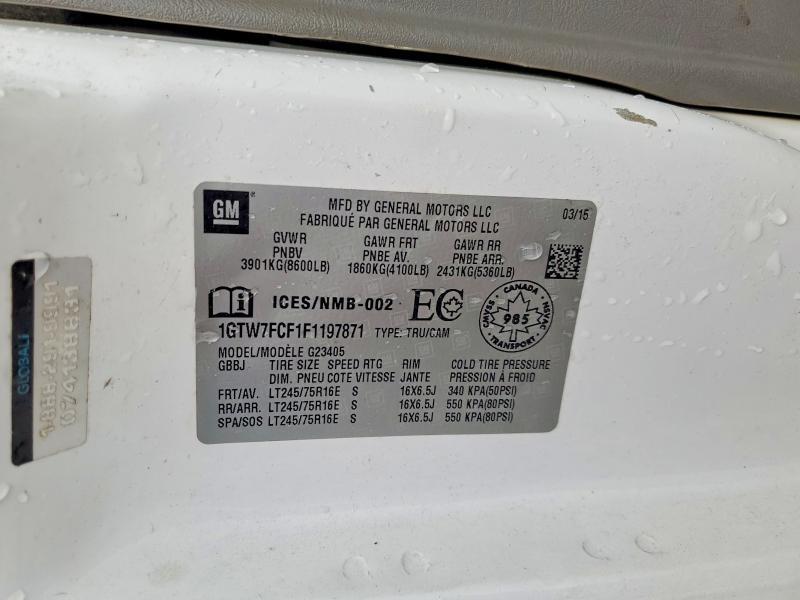 GM
MFD BY GENERAL MOTORS LLC 03/15
FABRIQUÉ PAR GENERAL MOTORS LLC
GVWR GAWR FRT GAWR RR
PNBV PNBE AV. PNBE ARR.
3901KG(8600LB) 1860KG(4100LB) 2431KG(5360LB)
i ICES/NMB-002 EC
CANADA
CMVSS 985 NSVAC
TRANSPORT
1GTW7FCF1F1197871 TYPE: TRU/CAM
MODEL/MODÈLE G23405
GBBJ TIRE SIZE SPEED RTG RIM COLD TIRE PRESSURE
DIM. PNEU COTE VITESSE JANTE PRESSION À FROID
FRT/AV. LT245/75R16E S 16X6.5J 340 KPA(50PSI)
RR/ARR. LT245/75R16E S 16X6.5J 550 KPA(80PSI)
SPA/SOS LT245/75R16E S 16X6.5J 550 KPA(80PSI)
GLOBALI